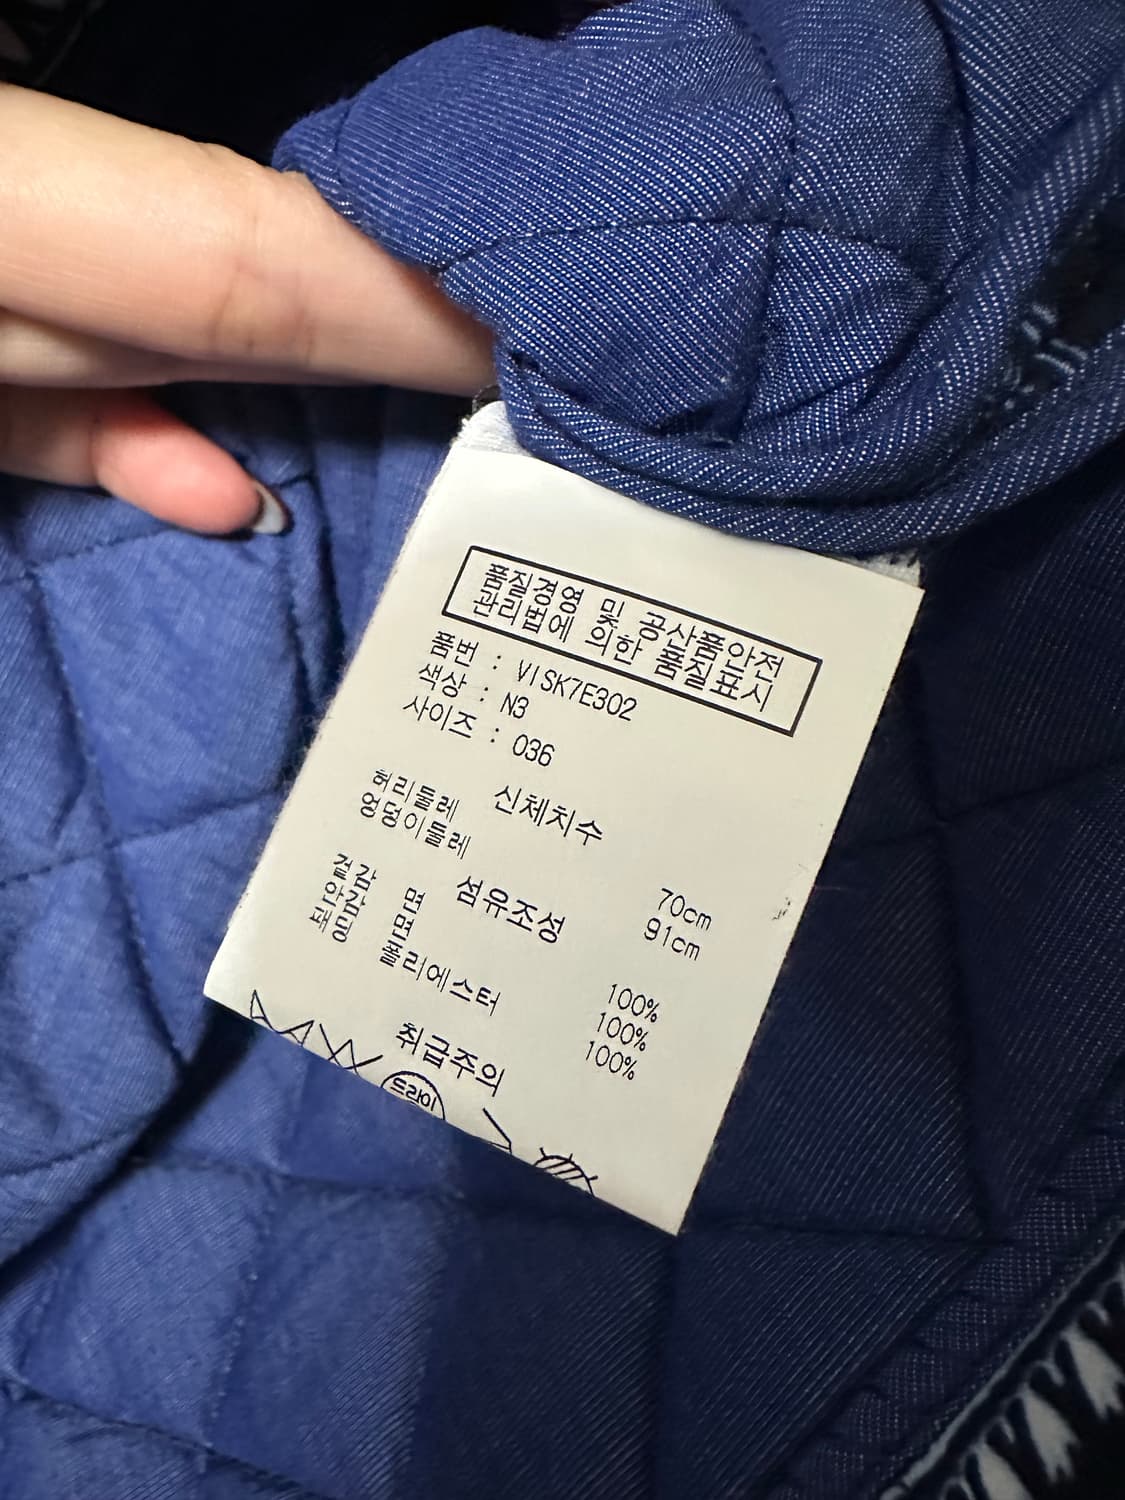 품질경영 및 공산품안전
관리법에 의한 품질표시
품번 : VISK7E302
색상 : N3
사이즈 : 036
신체치수
허리둘레 70cm
엉덩이둘레 91cm
섬유조성
겉감 면 100%
안감 면 100%
패딩 폴리에스터 100%
취급주의
드라이